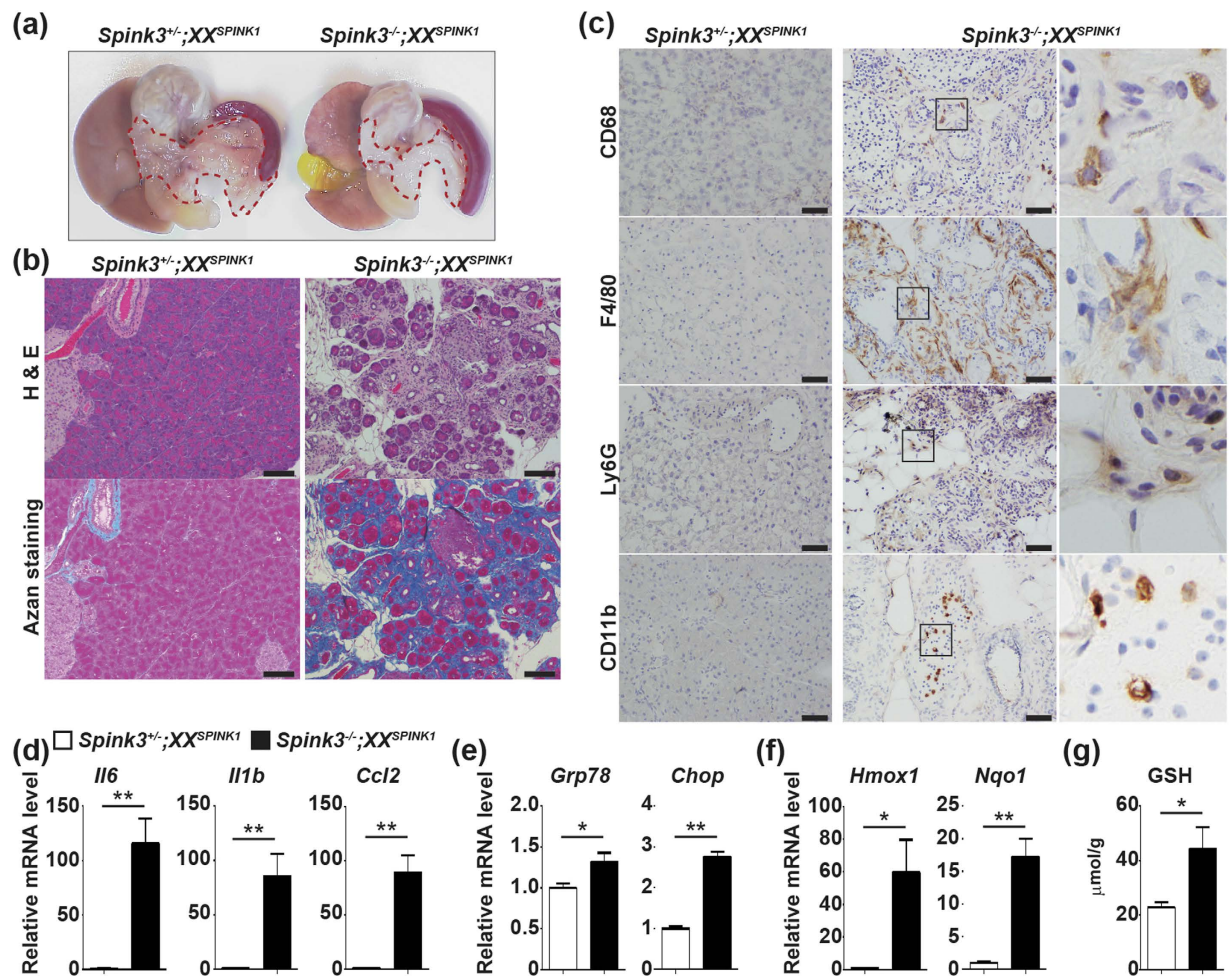 (a)
Spink3+/-;XXSPINK1
Spink3-/-;XXSPINK1
(b)
Spink3+/-;XXSPINK1
Spink3-/-;XXSPINK1
H & E
Azan staining
(c)
Spink3+/-;XXSPINK1
Spink3-/-;XXSPINK1
CD68
F4/80
Ly6G
CD11b
Spink3+/-;XXSPINK1
Spink3-/-;XXSPINK1
(d)
Il6
Il1b
Ccl2
Relative mRNA level
150
100
50
0
**
150
100
50
0
**
150
100
50
0
**
(e)
Grp78
Chop
Relative mRNA level
2.0
1.5
1.0
0.5
0
*
4
3
2
1
0
**
(f)
Hmox1
Nqo1
Relative mRNA level
100
80
60
40
20
0
*
25
20
15
10
5
0
**
(g)
GSH
μmol/g
60
40
20
0
*